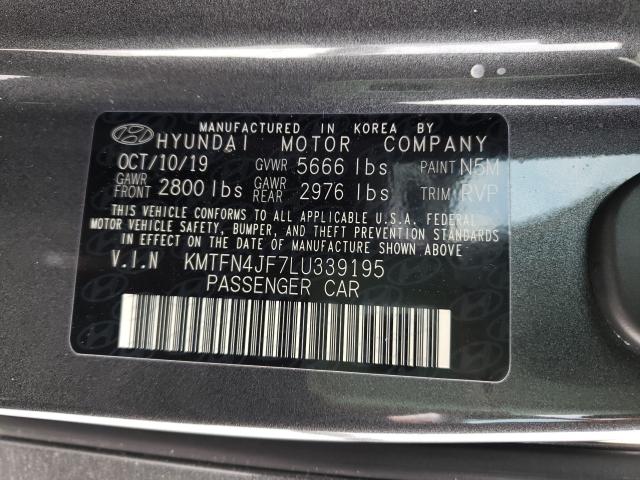 MANUFACTURED IN KOREA BY
HYUNDAI MOTOR COMPANY
OCT/10/19 GVWR 5666 lbs PAINT N5M
GAWR FRONT 2800 lbs GAWR REAR 2976 lbs TRIM RVP
THIS VEHICLE CONFORMS TO ALL APPLICABLE U.S.A. FEDERAL
MOTOR VEHICLE SAFETY, BUMPER, AND THEFT PREVENTION STANDARDS
IN EFFECT ON THE DATE OF MANUFACTURE SHOWN ABOVE
V.I.N KMTFN4JF7LU339195
PASSENGER CAR